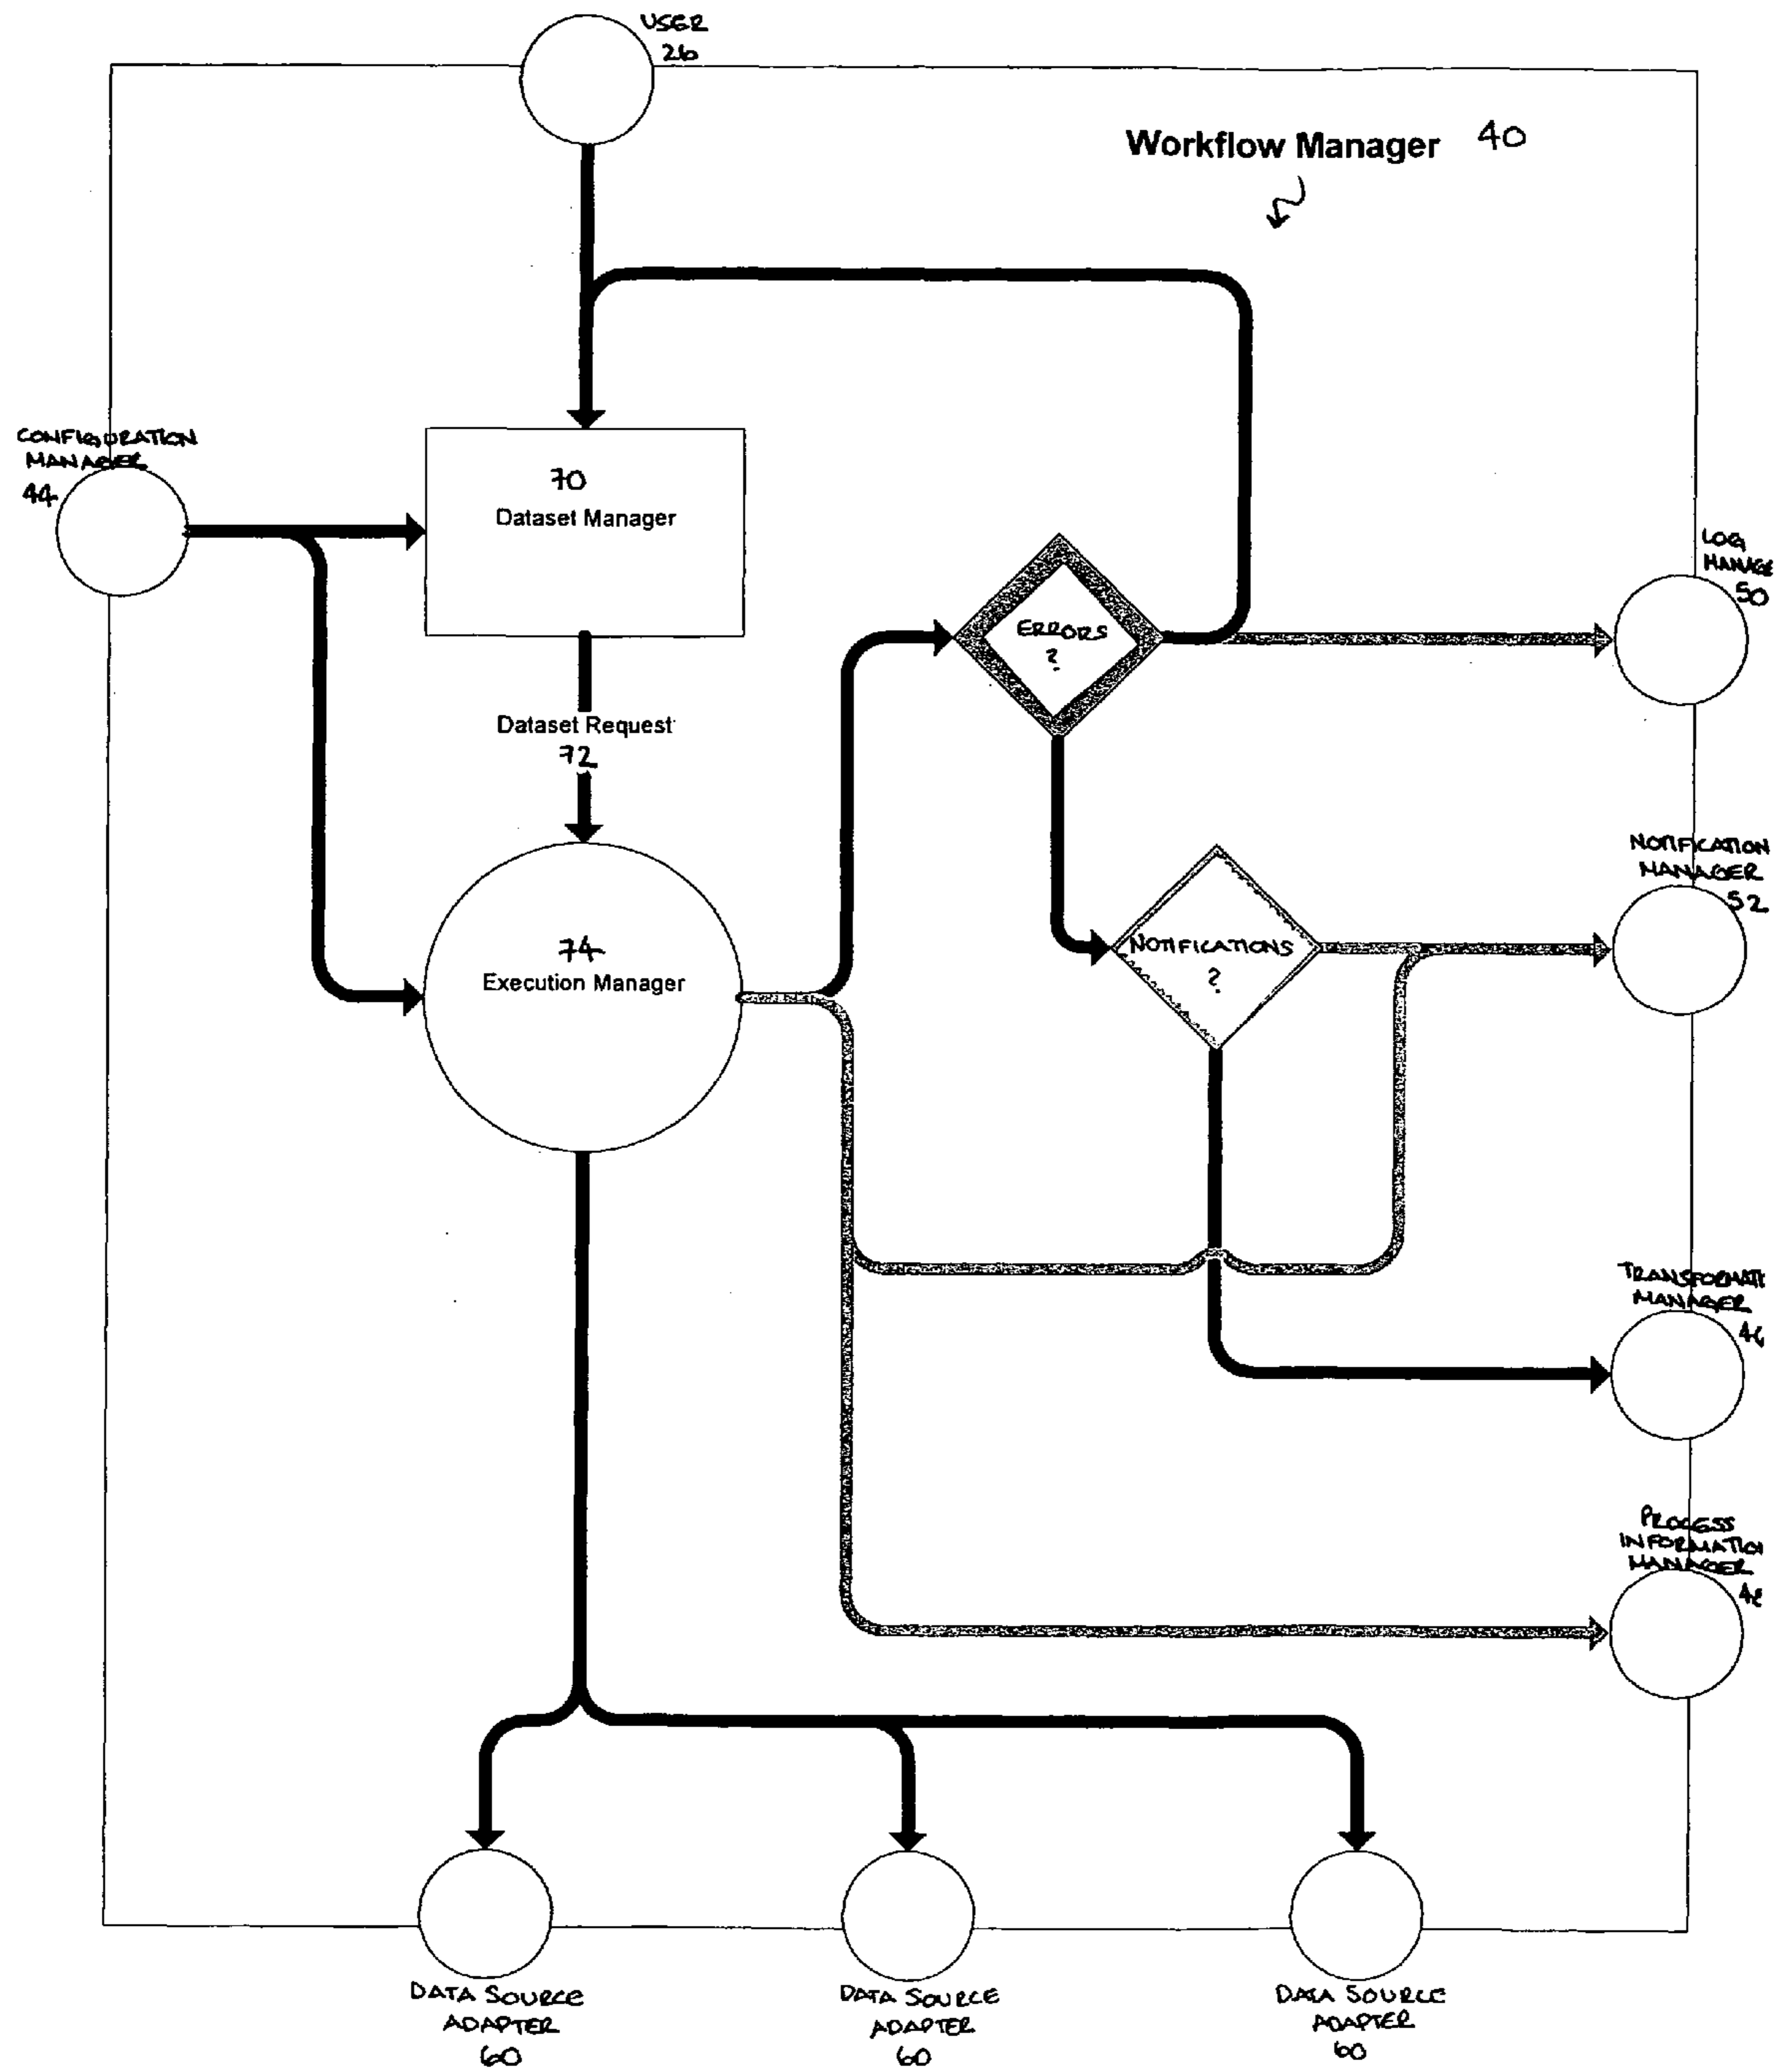 USER
26
Workflow Manager 40
CONFIGURATION
MANAGER
44
70
Dataset Manager
LOG
MANAGE
50
ERRORS
?
Dataset Request
72
NOTIFICATION
MANAGER
52
74
Execution Manager
NOTIFICATIONS
?
TRANSFORMATI
MANAGER
PROCESS
INFORMATIO
MANAGER
DATA SOURCE
ADAPTER
60
DATA SOURCE
ADAPTER
60
DATA SOURCE
ADAPTER
60